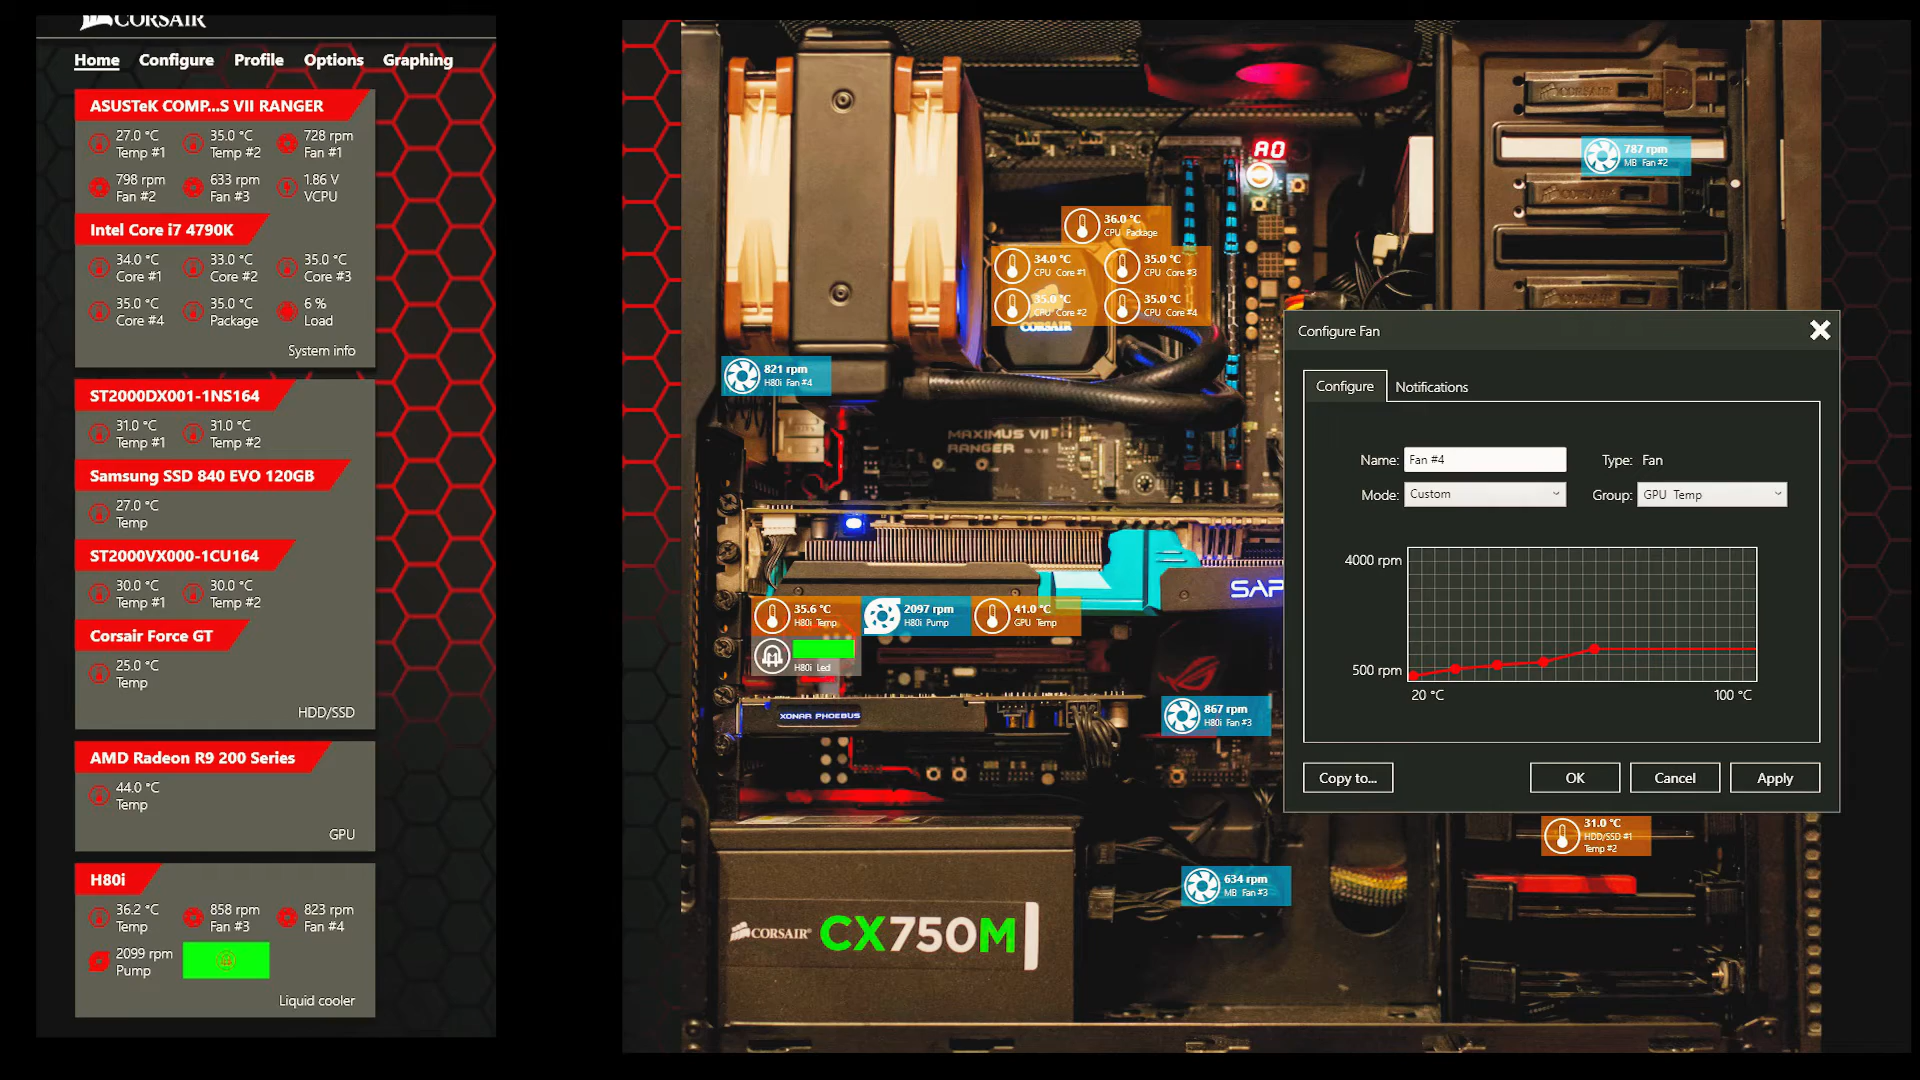 CORSAIR
Home Configure Profile Options Graphing
ASUSTeK COMP...S VII RANGER
27.0 °C 35.0 °C 728 rpm
Temp #1 Temp #2 Fan #1
798 rpm 633 rpm 1.86 V
Fan #2 Fan #3 VCPU
Intel Core i7 4790K
34.0 °C 33.0 °C 35.0 °C
Core #1 Core #2 Core #3
35.0 °C 35.0 °C 6 %
Core #4 Package Load
System info
ST2000DX001-1NS164
31.0 °C 31.0 °C
Temp #1 Temp #2
Samsung SSD 840 EVO 120GB
27.0 °C
Temp
ST2000VX000-1CU164
30.0 °C 30.0 °C
Temp #1 Temp #2
Corsair Force GT
25.0 °C
Temp
HDD/SSD
AMD Radeon R9 200 Series
44.0 °C
Temp
GPU
H80i
36.2 °C 858 rpm 823 rpm
Temp Fan #3 Fan #4
2099 rpm
Pump
Liquid cooler
CORSAIR
A0
787 rpm
MB Fan #2
36.0 °C
CPU Package
34.0 °C 35.0 °C
CPU Core #1 CPU Core #3
35.0 °C 35.0 °C
CPU Core #2 CPU Core #4
CORSAIR
821 rpm
H80i Fan #4
MAXIMUS VII
RANGER
SAP
35.6 °C 2097 rpm 41.0 °C
H80i Temp H80i Pump GPU Temp
H80i Led
XONAR PHOEBUS
867 rpm
H80i Fan #3
634 rpm
MB Fan #3
CORSAIR CX750M
Configure Fan
Configure Notifications
Name: Fan #4 Type: Fan
Mode: Custom Group: GPU Temp
4000 rpm
500 rpm
20 °C 100 °C
Copy to... OK Cancel Apply
31.0 °C
HDD/SSD #1
Temp #2